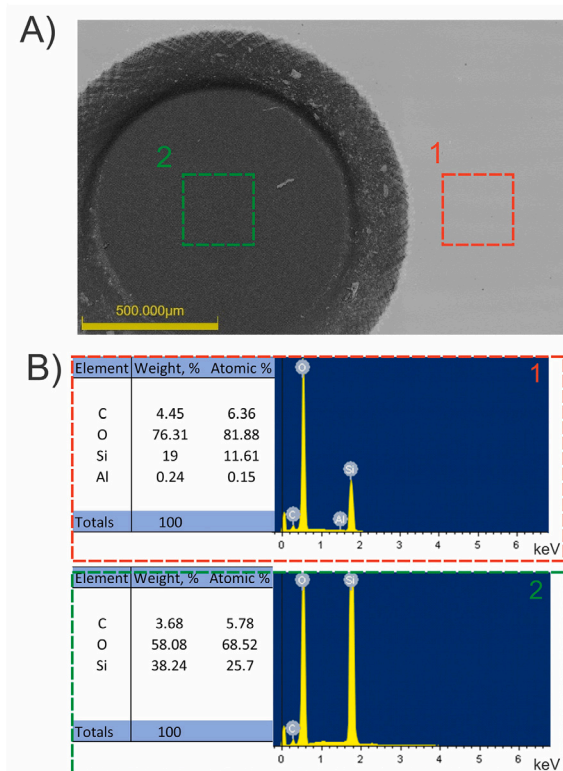 A)
2
1
500.000µm
B)
Element Weight, % Atomic %
C 4.45 6.36
O 76.31 81.88
Si 19 11.61
Al 0.24 0.15
Totals 100
1
O
Si
C
Al
0 1 2 3 4 5 6
keV
Element Weight, % Atomic %
C 3.68 5.78
O 58.08 68.52
Si 38.24 25.7
Totals 100
2
O
Si
C
0 1 2 3 4 5 6
keV